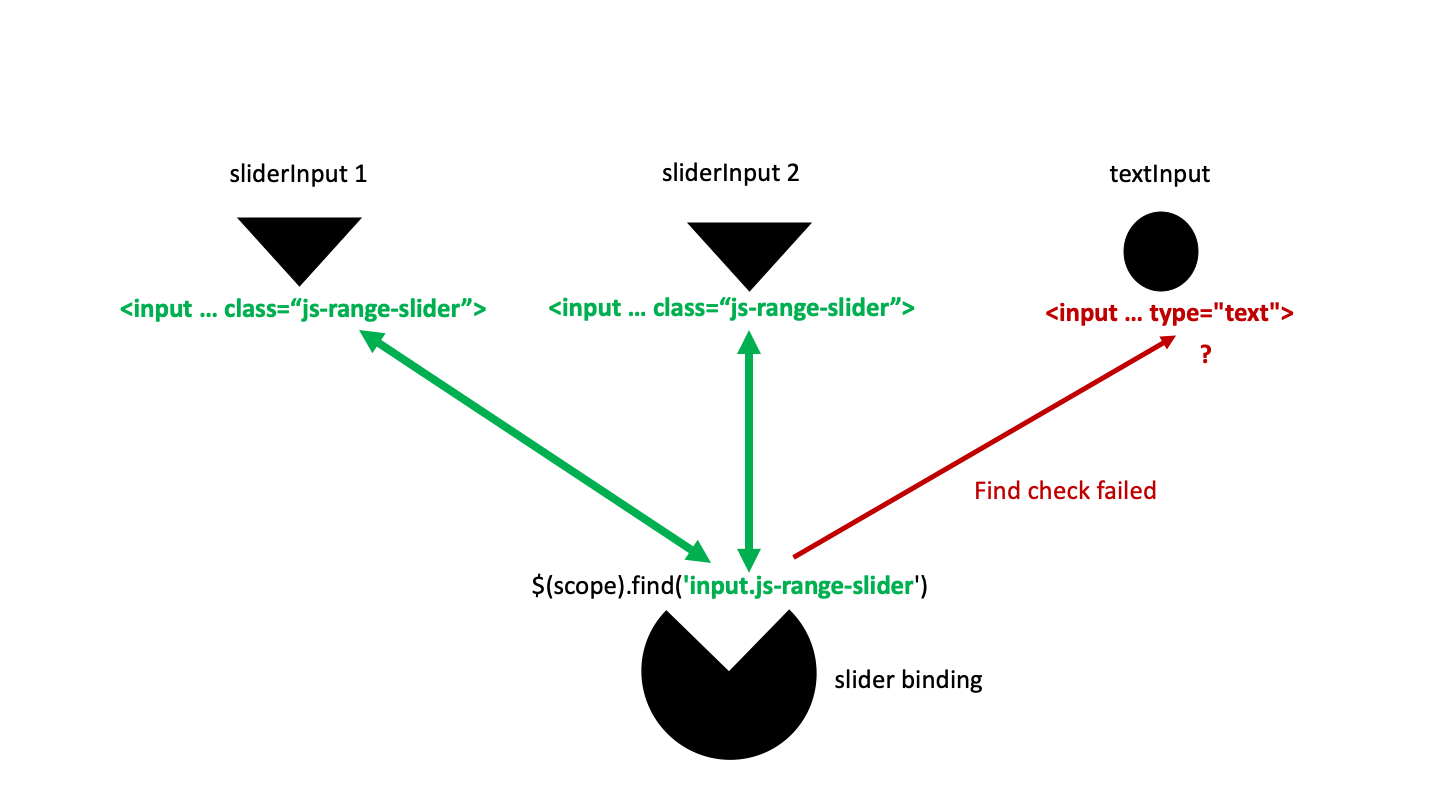 sliderInput 1
sliderInput 2
textInput
<input ... class=“js-range-slider”>
<input ... class=“js-range-slider”>
<input ... type="text">
?
Find check failed
$(scope).find('input.js-range-slider')
slider binding